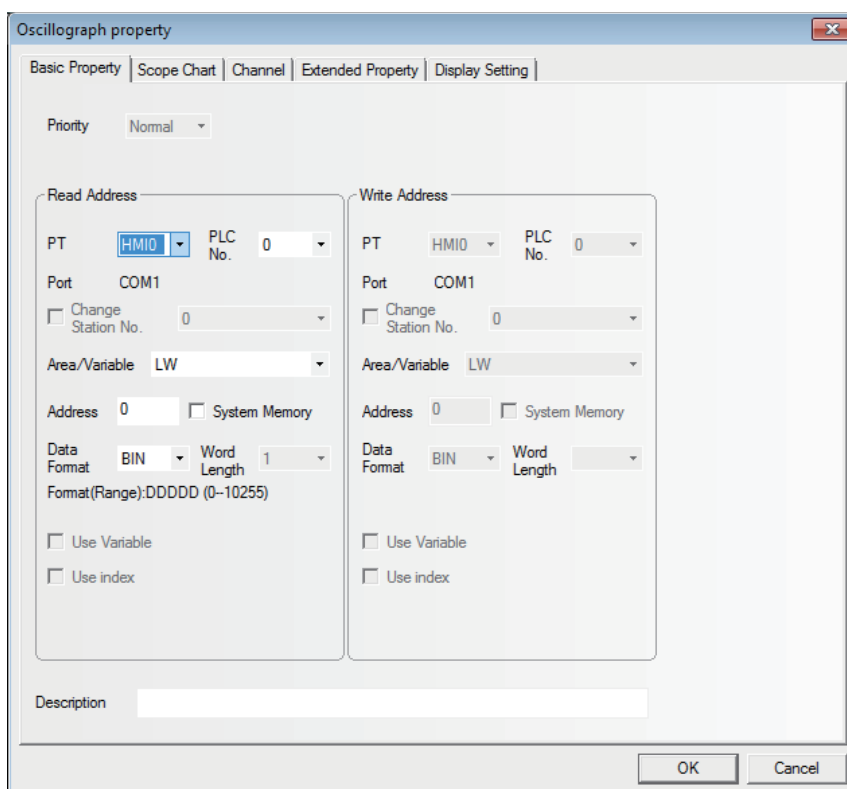 Oscillograph property
Basic Property Scope Chart Channel Extended Property Display Setting
Priority Normal
Read Address
PT HMI0 PLC No. 0
Port COM1
Change Station No. 0
Area/Variable LW
Address 0 System Memory
Data Format BIN Word Length 1
Format(Range):DDDDD (0--10255)
Use Variable
Use index
Write Address
PT HMI0 PLC No. 0
Port COM1
Change Station No. 0
Area/Variable LW
Address 0 System Memory
Data Format BIN Word Length
Use Variable
Use index
Description
OK Cancel